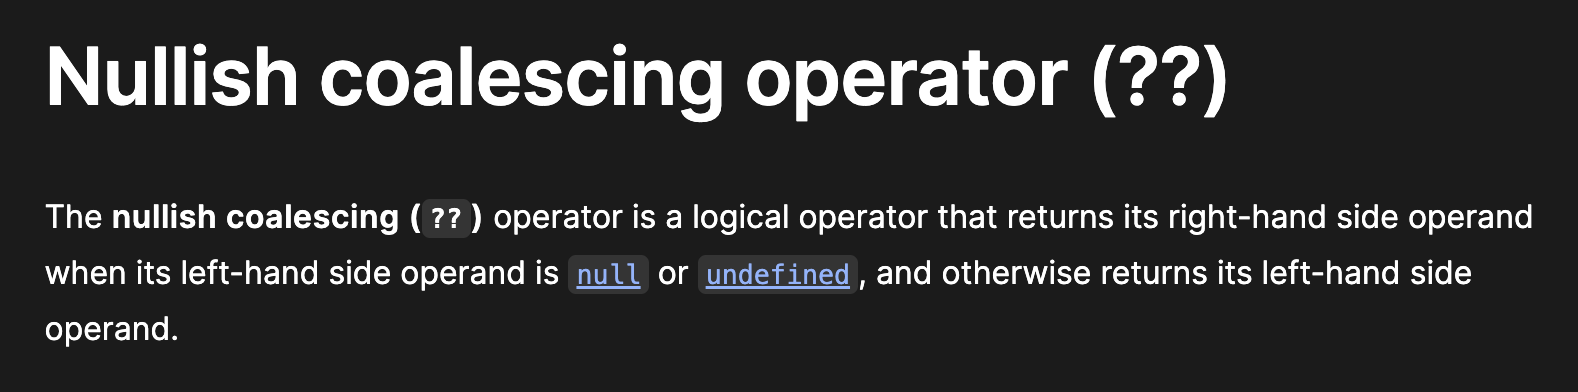 Nullish coalescing operator (??)
The nullish coalescing (??) operator is a logical operator that returns its right-hand side operand
when its left-hand side operand is null or undefined, and otherwise returns its left-hand side
operand.